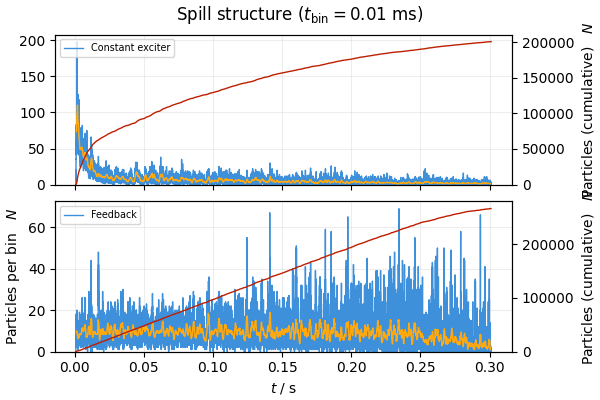 Spill structure (t_bin = 0.01 ms)
Constant exciter
200
150
100
50
0
200000
150000
100000
50000
0
Particles (cumulative) N
Feedback
60
40
20
0
Particles per bin N
200000
100000
0
Particles (cumulative) N
0.00 0.05 0.10 0.15 0.20 0.25 0.30
t / s